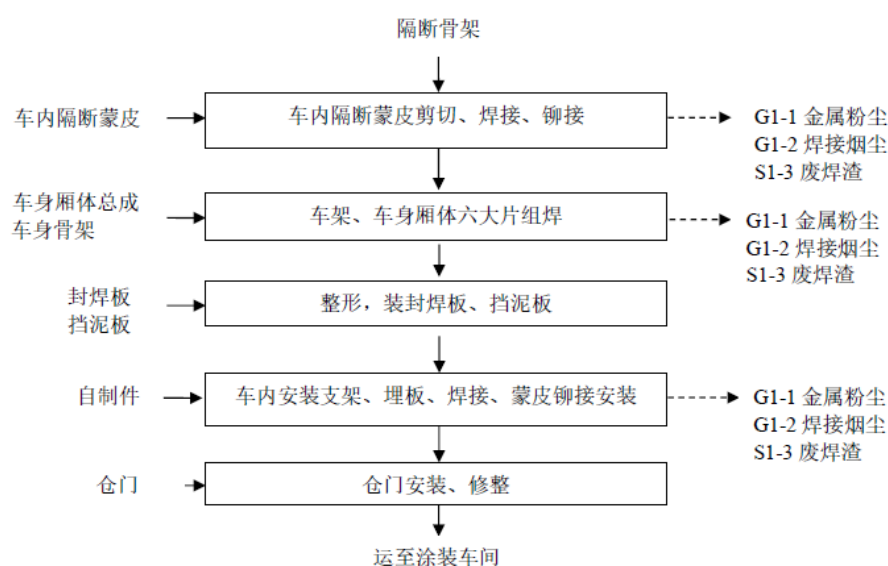 隔断骨架
车内隔断蒙皮
车内隔断蒙皮剪切、焊接、铆接
G1-1 金属粉尘
G1-2 焊接烟尘
S1-3 废焊渣
车身厢体总成
车身骨架
车架、车身厢体六大片组焊
G1-1 金属粉尘
G1-2 焊接烟尘
S1-3 废焊渣
封焊板
挡泥板
整形，装封焊板、挡泥板
自制件
车内安装支架、埋板、焊接、蒙皮铆接安装
G1-1 金属粉尘
G1-2 焊接烟尘
S1-3 废焊渣
仓门
仓门安装、修整
运至涂装车间